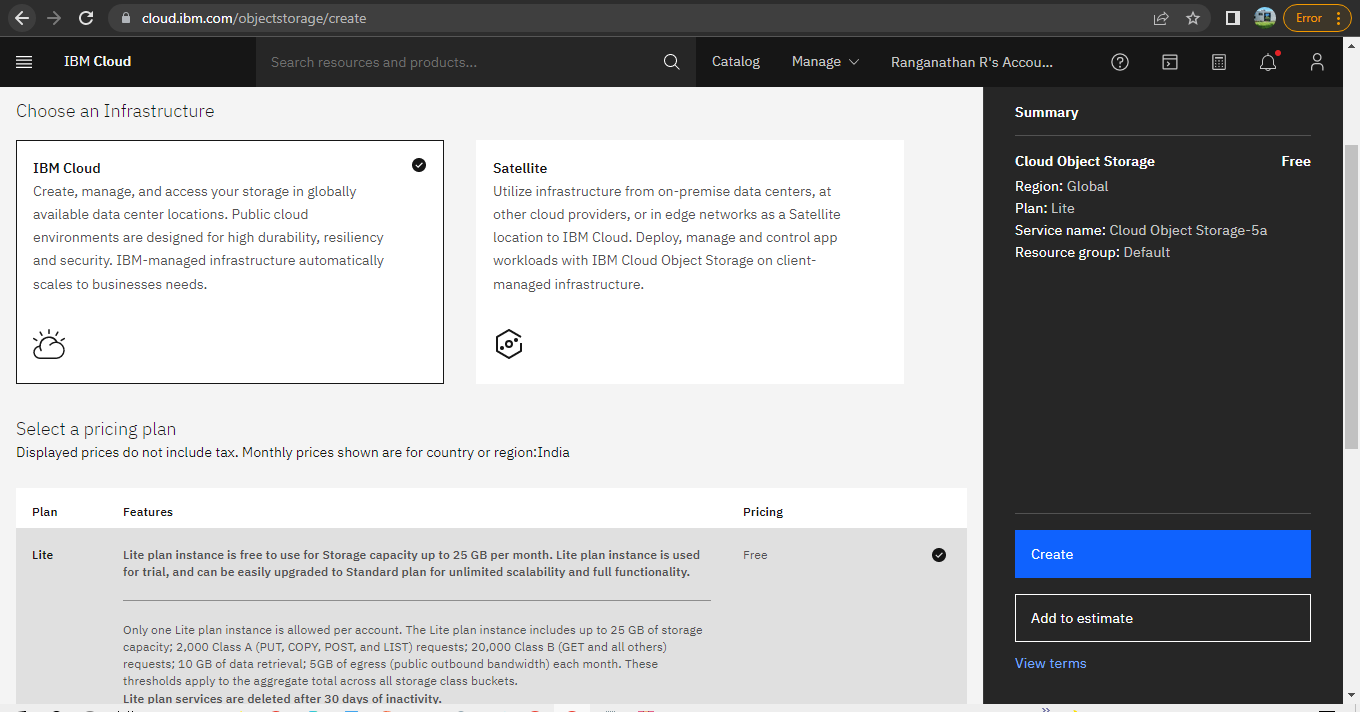 cloud.ibm.com/objectstorage/create
Error
IBM Cloud
Search resources and products...
Catalog
Manage
Ranganathan R's Accou...
Choose an Infrastructure
IBM Cloud
Create, manage, and access your storage in globally
available data center locations. Public cloud
environments are designed for high durability, resiliency
and security. IBM-managed infrastructure automatically
scales to businesses needs.
Satellite
Utilize infrastructure from on-premise data centers, at
other cloud providers, or in edge networks as a Satellite
location to IBM Cloud. Deploy, manage and control app
workloads with IBM Cloud Object Storage on client-
managed infrastructure.
Select a pricing plan
Displayed prices do not include tax. Monthly prices shown are for country or region:India
Plan Features Pricing
Lite
Lite plan instance is free to use for Storage capacity up to 25 GB per month. Lite plan instance is used
for trial, and can be easily upgraded to Standard plan for unlimited scalability and full functionality.
Free
Only one Lite plan instance is allowed per account. The Lite plan instance includes up to 25 GB of storage
capacity; 2,000 Class A (PUT, COPY, POST, and LIST) requests; 20,000 Class B (GET and all others)
requests; 10 GB of data retrieval; 5GB of egress (public outbound bandwidth) each month. These
thresholds apply to the aggregate total across all storage class buckets.
Lite plan services are deleted after 30 days of inactivity.
Summary
Cloud Object Storage Free
Region: Global
Plan: Lite
Service name: Cloud Object Storage-5a
Resource group: Default
Create
Add to estimate
View terms